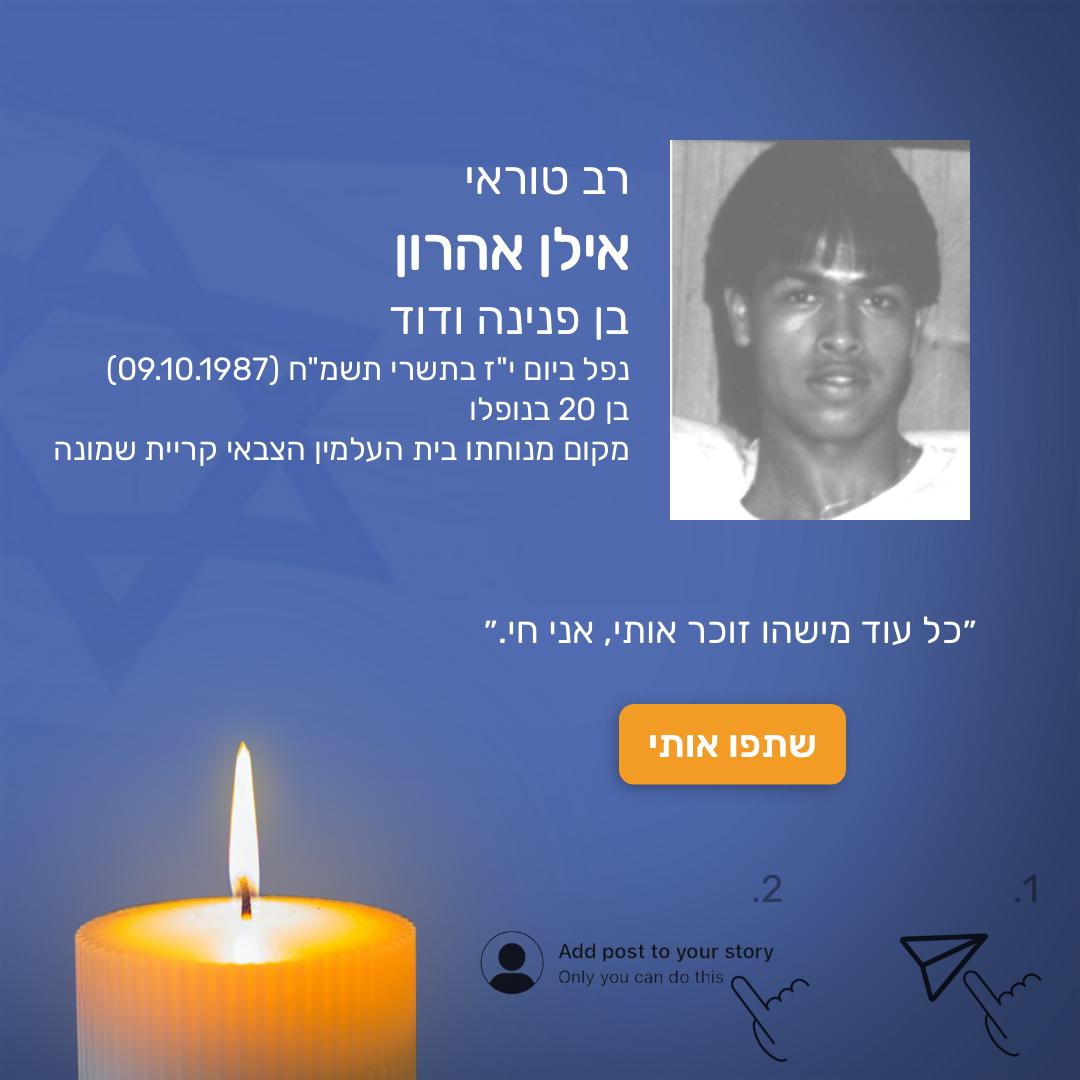 רב טוראי
אילן אהרון
בן פנינה ודוד
נפל ביום י"ז בתשרי תשמ"ח (09.10.1987)
בן 20 בנופלו
מקום מנוחתו בית העלמין הצבאי קריית שמונה
״כל עוד מישהו זוכר אותי, אני חי.״
שתפו אותי
1.
2.
Add post to your story
Only you can do this